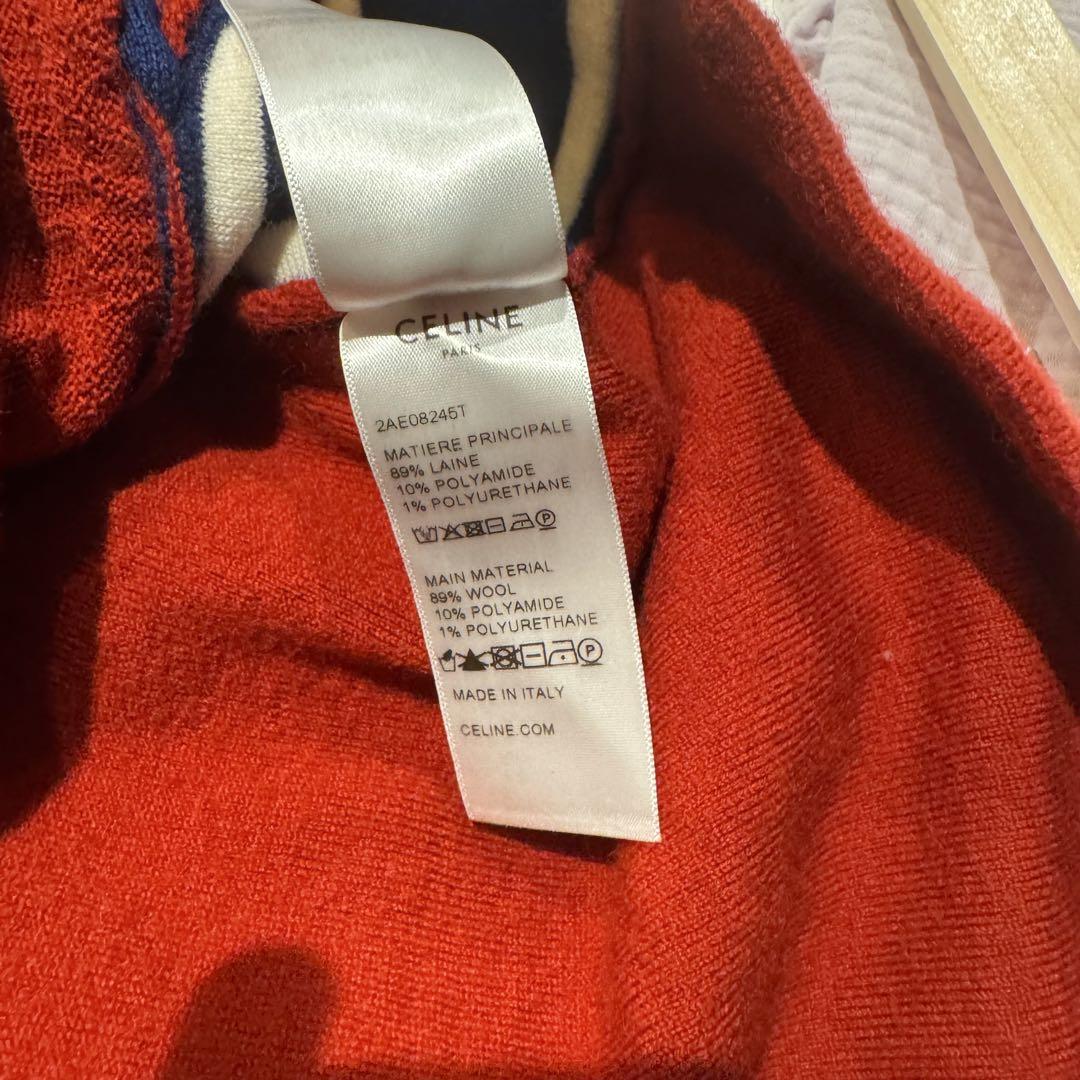 CELINE
PARIS
2AE08245T
MATIERE PRINCIPALE
89% LAINE
10% POLYAMIDE
1% POLYURETHANE
P
MAIN MATERIAL
89% WOOL
10% POLYAMIDE
1% POLYURETHANE
P
MADE IN ITALY
CELINE.COM